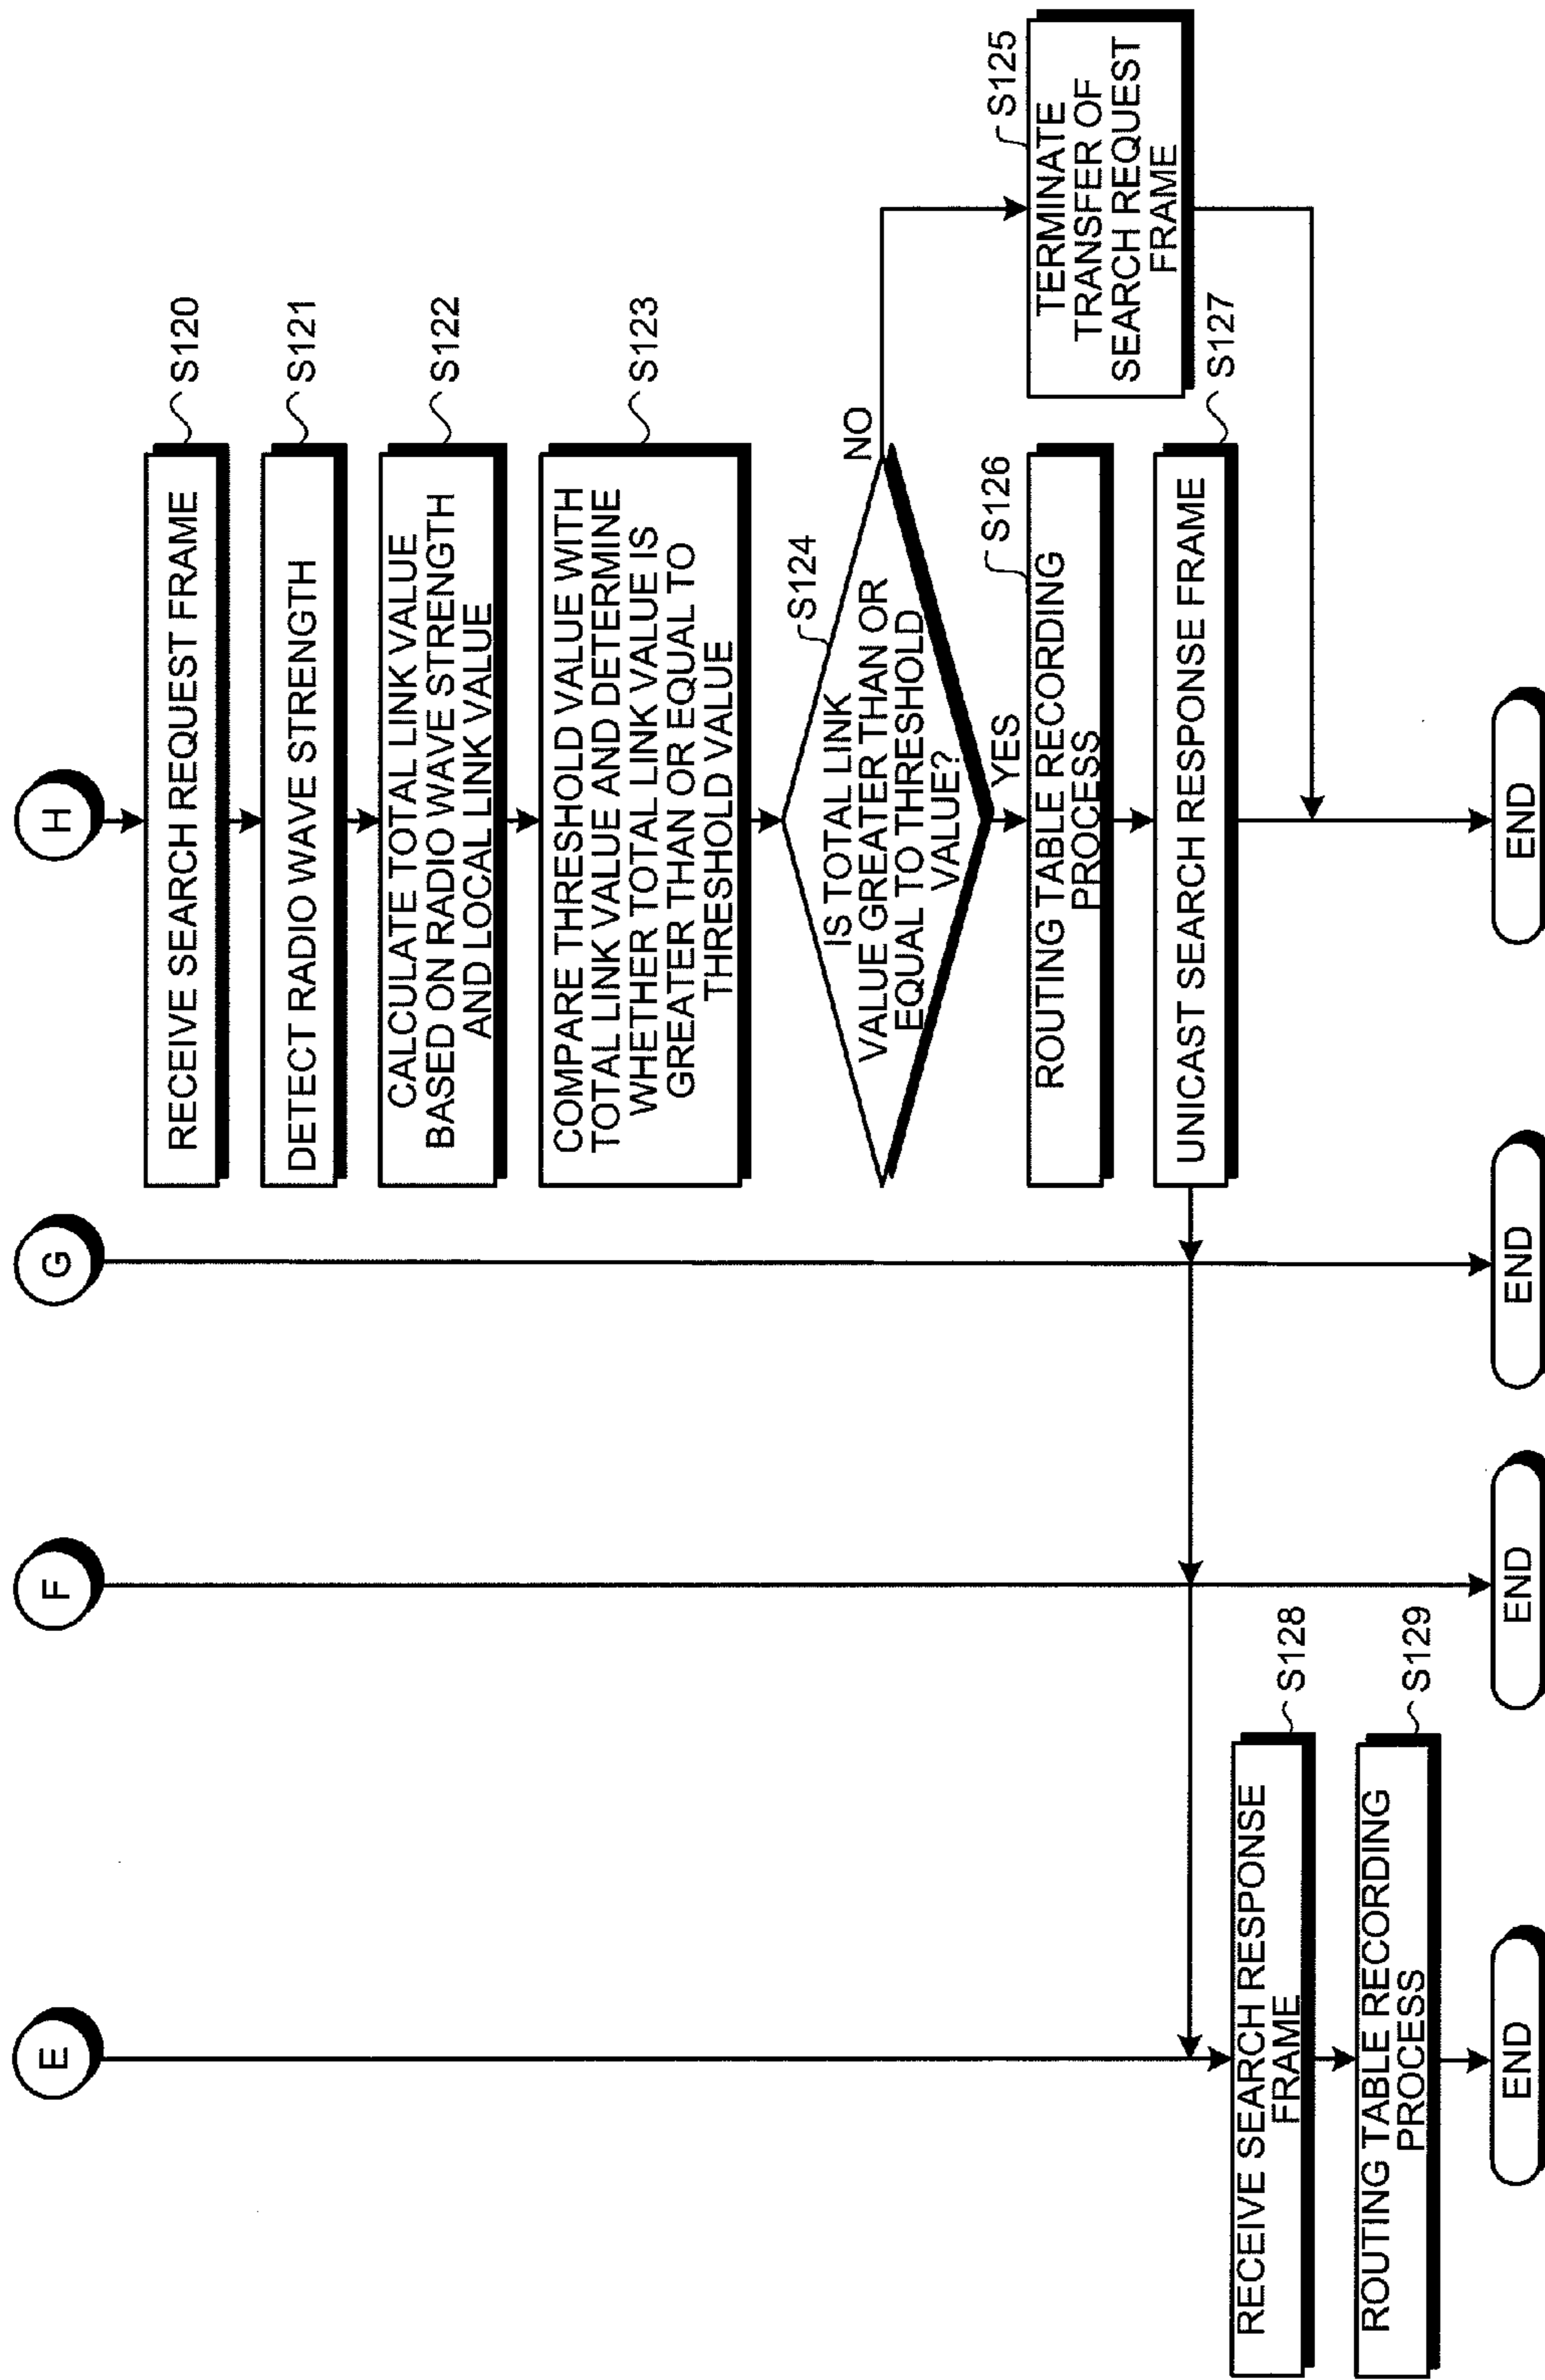 E
F
G
H
RECEIVE SEARCH REQUEST FRAME
S120
DETECT RADIO WAVE STRENGTH
S121
CALCULATE TOTAL LINK VALUE
BASED ON RADIO WAVE STRENGTH
AND LOCAL LINK VALUE
S122
COMPARE THRESHOLD VALUE WITH
TOTAL LINK VALUE AND DETERMINE
WHETHER TOTAL LINK VALUE IS
GREATER THAN OR EQUAL TO
THRESHOLD VALUE
S123
S124
IS TOTAL LINK
VALUE GREATER THAN OR
EQUAL TO THRESHOLD
VALUE?
NO
YES
S125
TERMINATE
TRANSFER OF
SEARCH REQUEST
FRAME
S126
ROUTING TABLE RECORDING
PROCESS
S127
UNICAST SEARCH RESPONSE FRAME
RECEIVE SEARCH RESPONSE
FRAME
S128
ROUTING TABLE RECORDING
PROCESS
S129
END
END
END
END